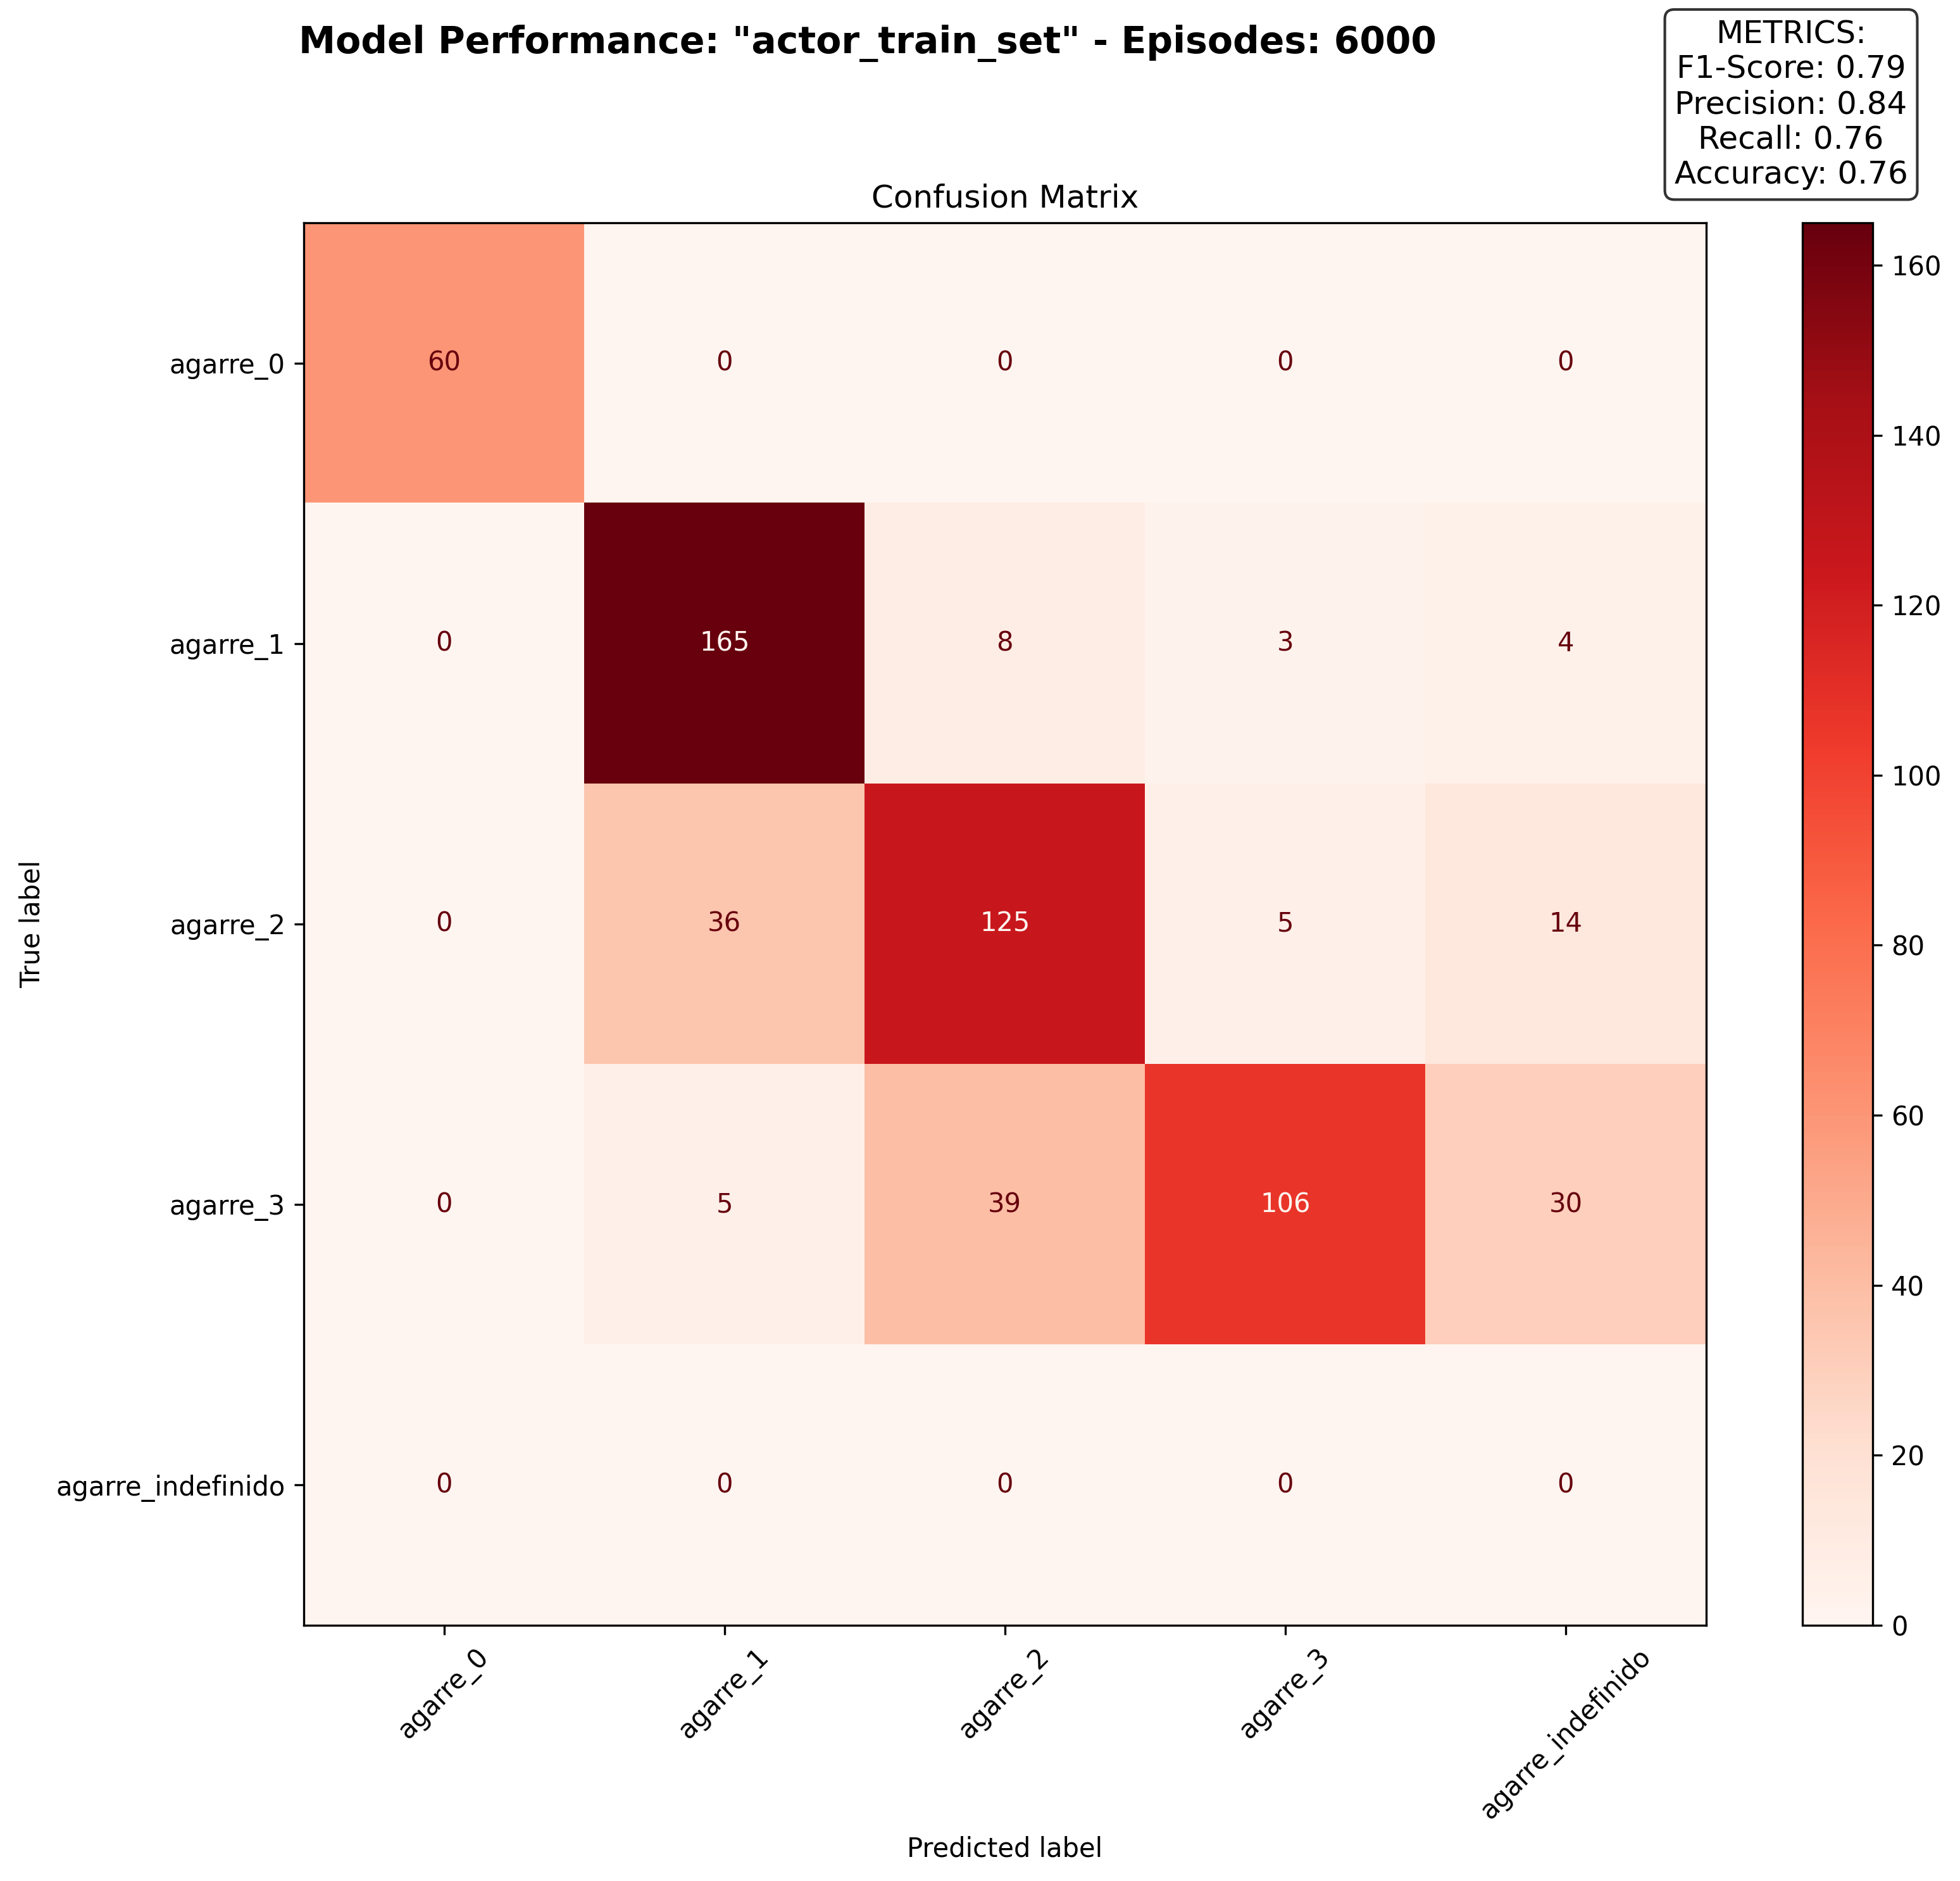 Model Performance: "actor_train_set" - Episodes: 6000
METRICS:
F1-Score: 0.79
Precision: 0.84
Recall: 0.76
Accuracy: 0.76
Confusion Matrix
True label
agarre_0 60 0 0 0 0
agarre_1 0 165 8 3 4
agarre_2 0 36 125 5 14
agarre_3 0 5 39 106 30
agarre_indefinido 0 0 0 0 0
agarre_0 agarre_1 agarre_2 agarre_3 agarre_indefinido
Predicted label
160
140
120
100
80
60
40
20
0